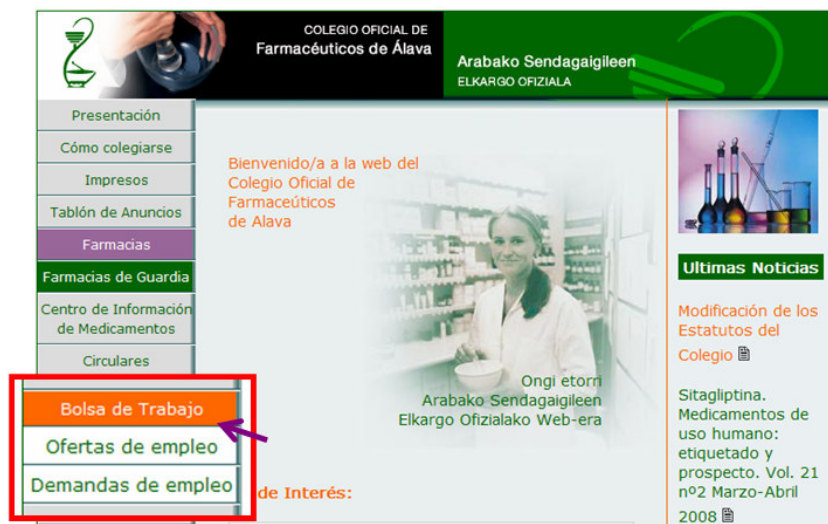 COLEGIO OFICIAL DE
Farmacéuticos de Álava
Arabako Sendagaigileen
ELKARGO OFIZIALA
Presentación
Cómo colegiarse
Impresos
Tablón de Anuncios
Farmacias
Farmacias de Guardia
Centro de Información
de Medicamentos
Circulares
Bolsa de Trabajo
Ofertas de empleo
Demandas de empleo
Bienvenido/a a la web del
Colegio Oficial de
Farmaceúticos
de Alava
Ongi etorri
Arabako Sendagaigileen
Elkargo Ofizialako Web-era
de Interés:
Ultimas Noticias
Modificación de los
Estatutos del
Colegio
Sitagliptina.
Medicamentos de
uso humano:
etiquetado y
prospecto. Vol. 21
nº2 Marzo-Abril
2008